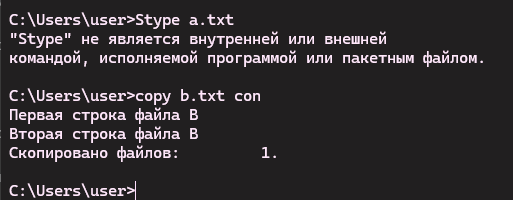 C:\Users\user>Stype a.txt
"Stype" не является внутренней или внешней
командой, исполняемой программой или пакетным файлом.
C:\Users\user>copy b.txt con
Первая строка файла B
Вторая строка файла B
Скопировано файлов:         1.
C:\Users\user>